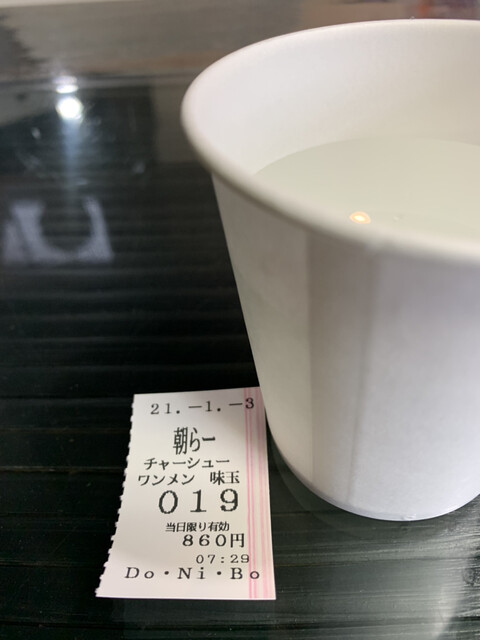 21.-1.-3
朝らー
チャーシュー
ワンメン 味玉
019
当日限り有効
860円
07:29
Do・Ni・Bo